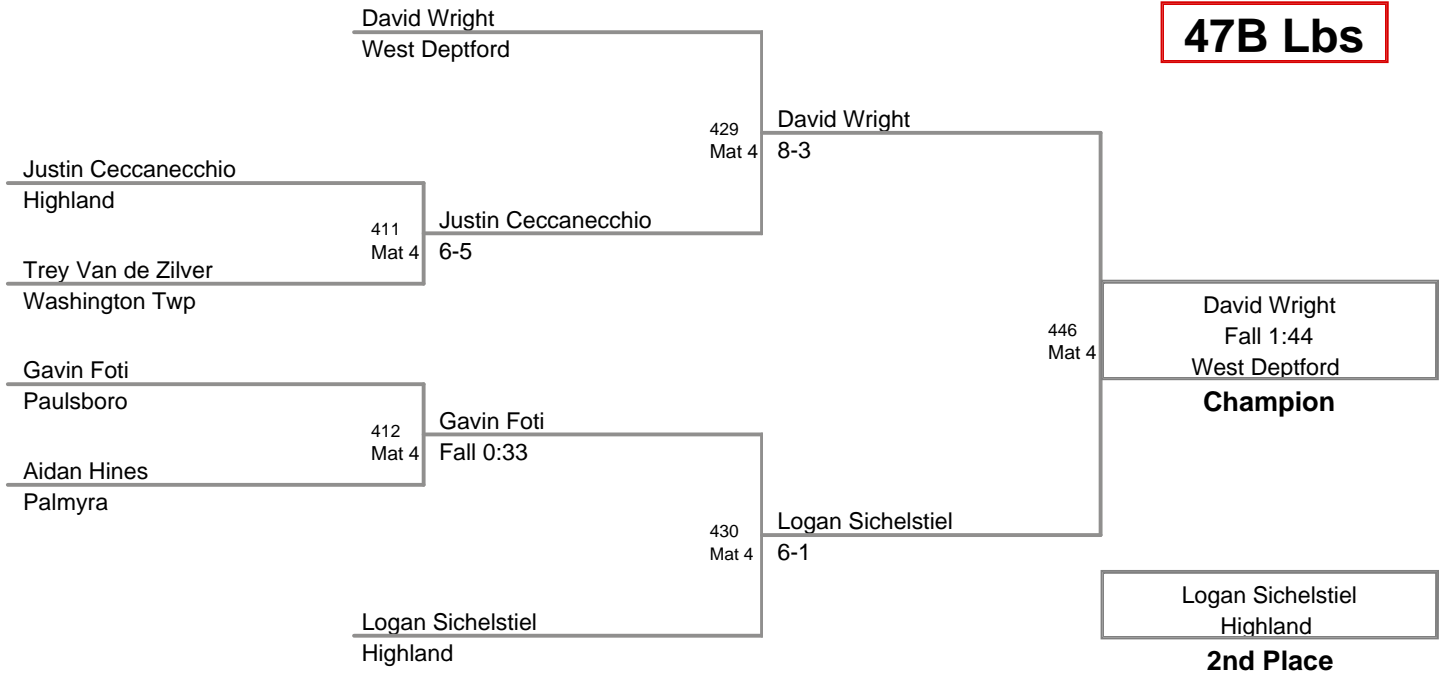 David Wright
West Deptford
47B Lbs
429
Mat 4
David Wright
8-3
Justin Ceccanecchio
Highland
411
Mat 4
Justin Ceccanecchio
6-5
Trey Van de Zilver
Washington Twp
446
Mat 4
David Wright
Fall 1:44
West Deptford
Champion
Gavin Foti
Paulsboro
412
Mat 4
Gavin Foti
Fall 0:33
Aidan Hines
Palmyra
430
Mat 4
Logan Sichelstiel
6-1
Logan Sichelstiel
Highland
Logan Sichelstiel
Highland
2nd Place